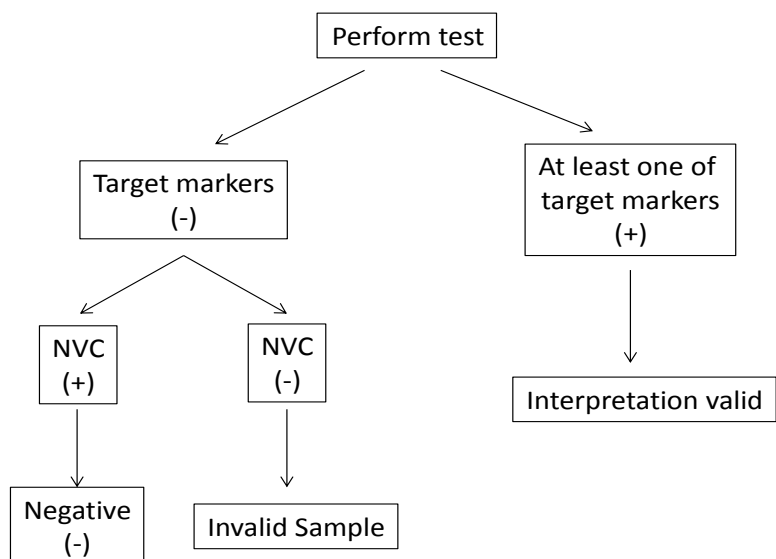 Perform test
Target markers
(-)
At least one of
target markers
(+)
NVC
(+)
NVC
(-)
Interpretation valid
Negative
(-)
Invalid Sample